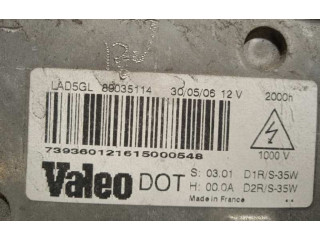 LAD5GL 89035114 30/05/06 12 V 2000h
739360121615000548
1000 V
Valeo DOT S: 03.01 D1R/S-35W
H: 00.0A D2R/S-35W
Made in France